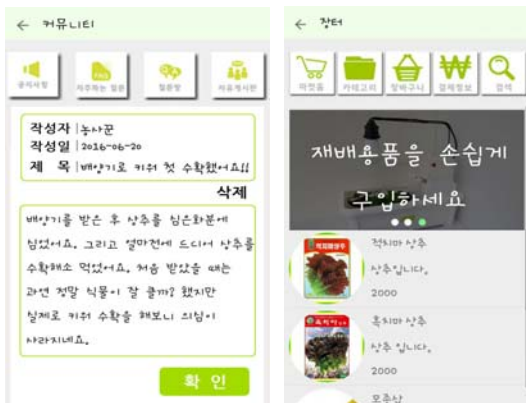 ← 커뮤니티
공지사항
자주하는 질문
질문방
자유게시판
작성자 농사꾼
작성일 2016-06-20
제 목 배양기로 키워 첫 수확했어요!!
삭제
배양기를 받은 후 상추를 심은화분에
심었어요. 그리고 얼마전에 드디어 상추를
수확해소 먹었어요. 처음 받았을 때는
과연 정말 식물이 잘 클까? 했지만
실제로 키워 수확을 해보니 의심이
사라지네요.
확 인
← 장터
FAQ
카테고리
장바구니
결제정보
검색
재배용품을 손쉽게
구입하세요
적치마상추
적치마 상추
상추입니다.
2000
흑치마 상추
상추 입니다.
2000
모주산